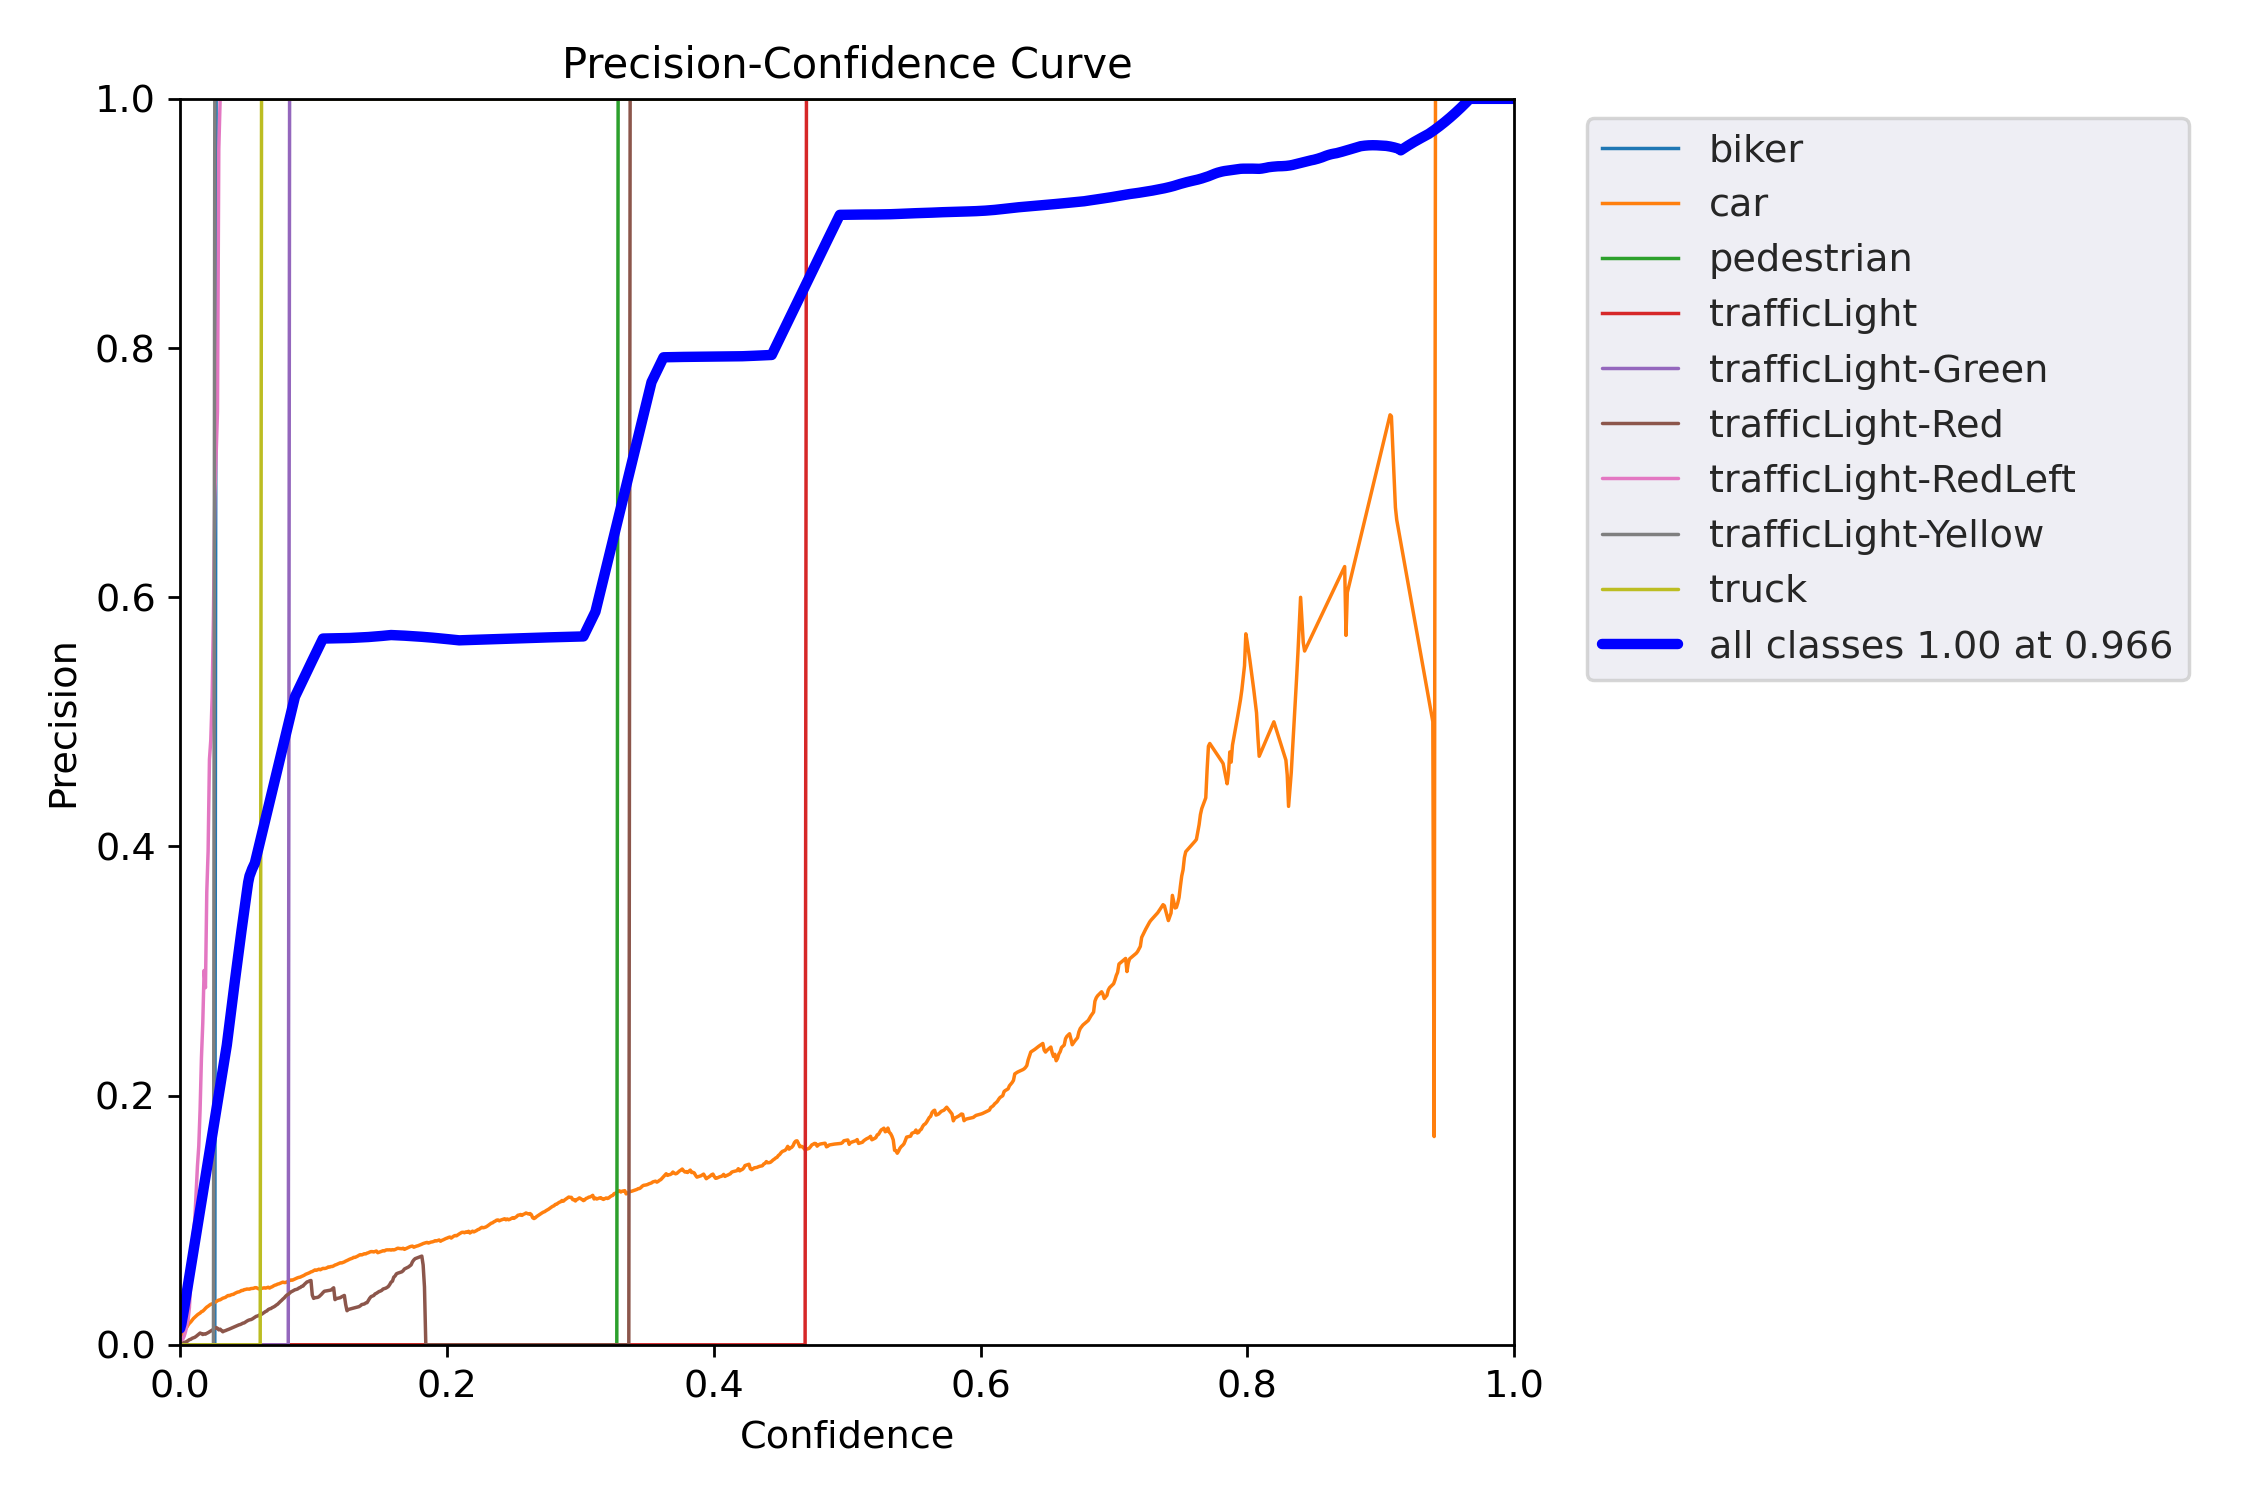 Precision-Confidence Curve
1.0
0.8
0.6
0.4
0.2
0.0
Precision
0.0 0.2 0.4 0.6 0.8 1.0
Confidence
biker
car
pedestrian
trafficLight
trafficLight-Green
trafficLight-Red
trafficLight-RedLeft
trafficLight-Yellow
truck
all classes 1.00 at 0.966